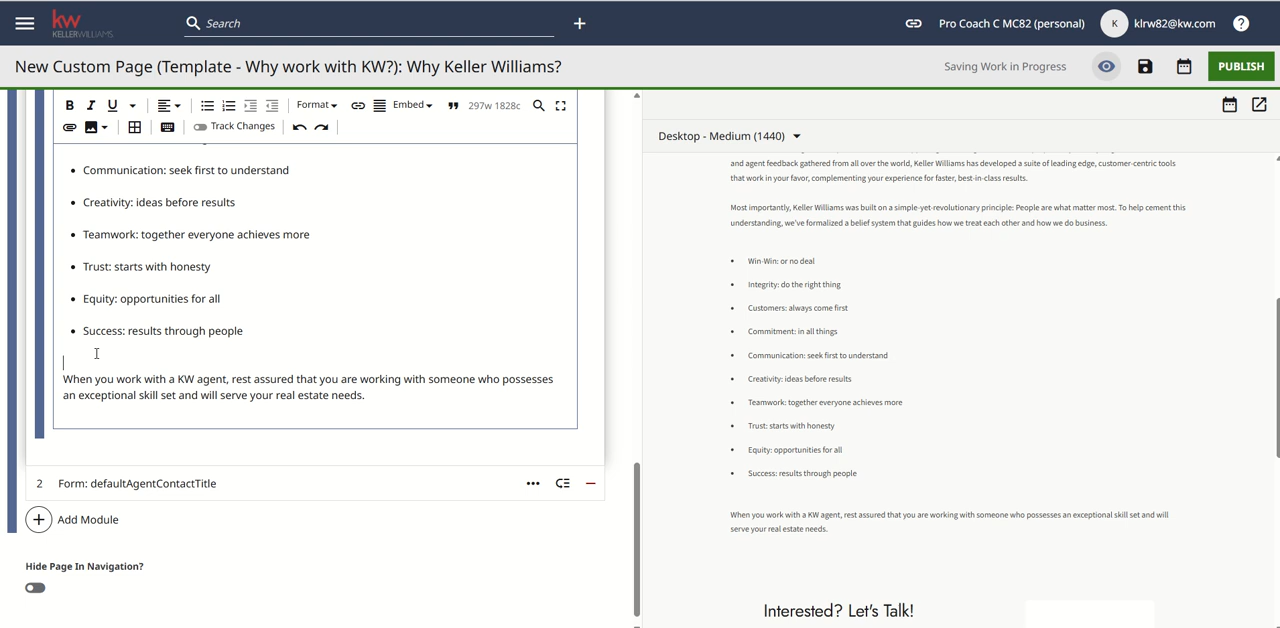 kw
KELLERWILLIAMS
Search
+
Pro Coach C MC82 (personal)
K
klrw82@kw.com
?
New Custom Page (Template - Why work with KW?): Why Keller Williams?
Saving Work in Progress
PUBLISH
B I U
Format
Embed
297w 1828c
Track Changes
Communication: seek first to understand
Creativity: ideas before results
Teamwork: together everyone achieves more
Trust: starts with honesty
Equity: opportunities for all
Success: results through people
When you work with a KW agent, rest assured that you are working with someone who possesses
an exceptional skill set and will serve your real estate needs.
2 Form: defaultAgentContactTitle
Add Module
Hide Page In Navigation?
Desktop - Medium (1440)
and agent feedback gathered from all over the world, Keller Williams has developed a suite of leading edge, customer-centric tools
that work in your favor, complementing your experience for faster, best-in-class results.
Most importantly, Keller Williams was built on a simple-yet-revolutionary principle: People are what matter most. To help cement this
understanding, we've formalized a belief system that guides how we treat each other and how we do business.
Win-Win: or no deal
Integrity: do the right thing
Customers: always come first
Commitment: in all things
Communication: seek first to understand
Creativity: ideas before results
Teamwork: together everyone achieves more
Trust: starts with honesty
Equity: opportunities for all
Success: results through people
When you work with a KW agent, rest assured that you are working with someone who possesses an exceptional skill set and will
serve your real estate needs.
Interested? Let's Talk!